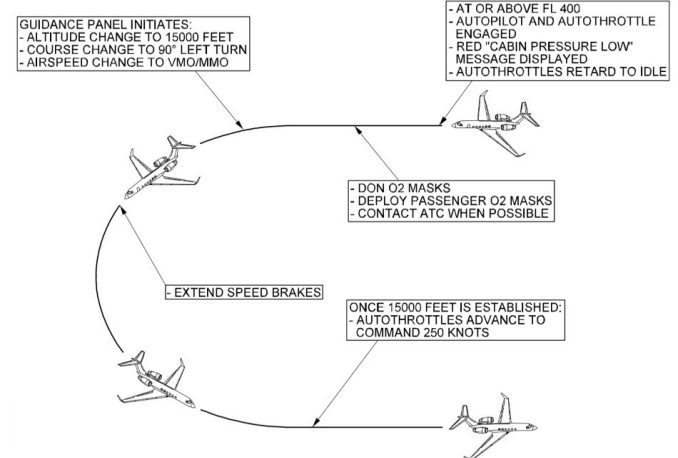 GUIDANCE PANEL INITIATES:
- ALTITUDE CHANGE TO 15000 FEET
- COURSE CHANGE TO 90° LEFT TURN
- AIRSPEED CHANGE TO VMO/MMO
- AT OR ABOVE FL 400
- AUTOPILOT AND AUTOTHROTTLE
ENGAGED
- RED "CABIN PRESSURE LOW"
MESSAGE DISPLAYED
- AUTOTHROTTLES RETARD TO IDLE
- DON O2 MASKS
- DEPLOY PASSENGER O2 MASKS
- CONTACT ATC WHEN POSSIBLE
- EXTEND SPEED BRAKES
ONCE 15000 FEET IS ESTABLISHED:
- AUTOTHROTTLES ADVANCE TO
COMMAND 250 KNOTS